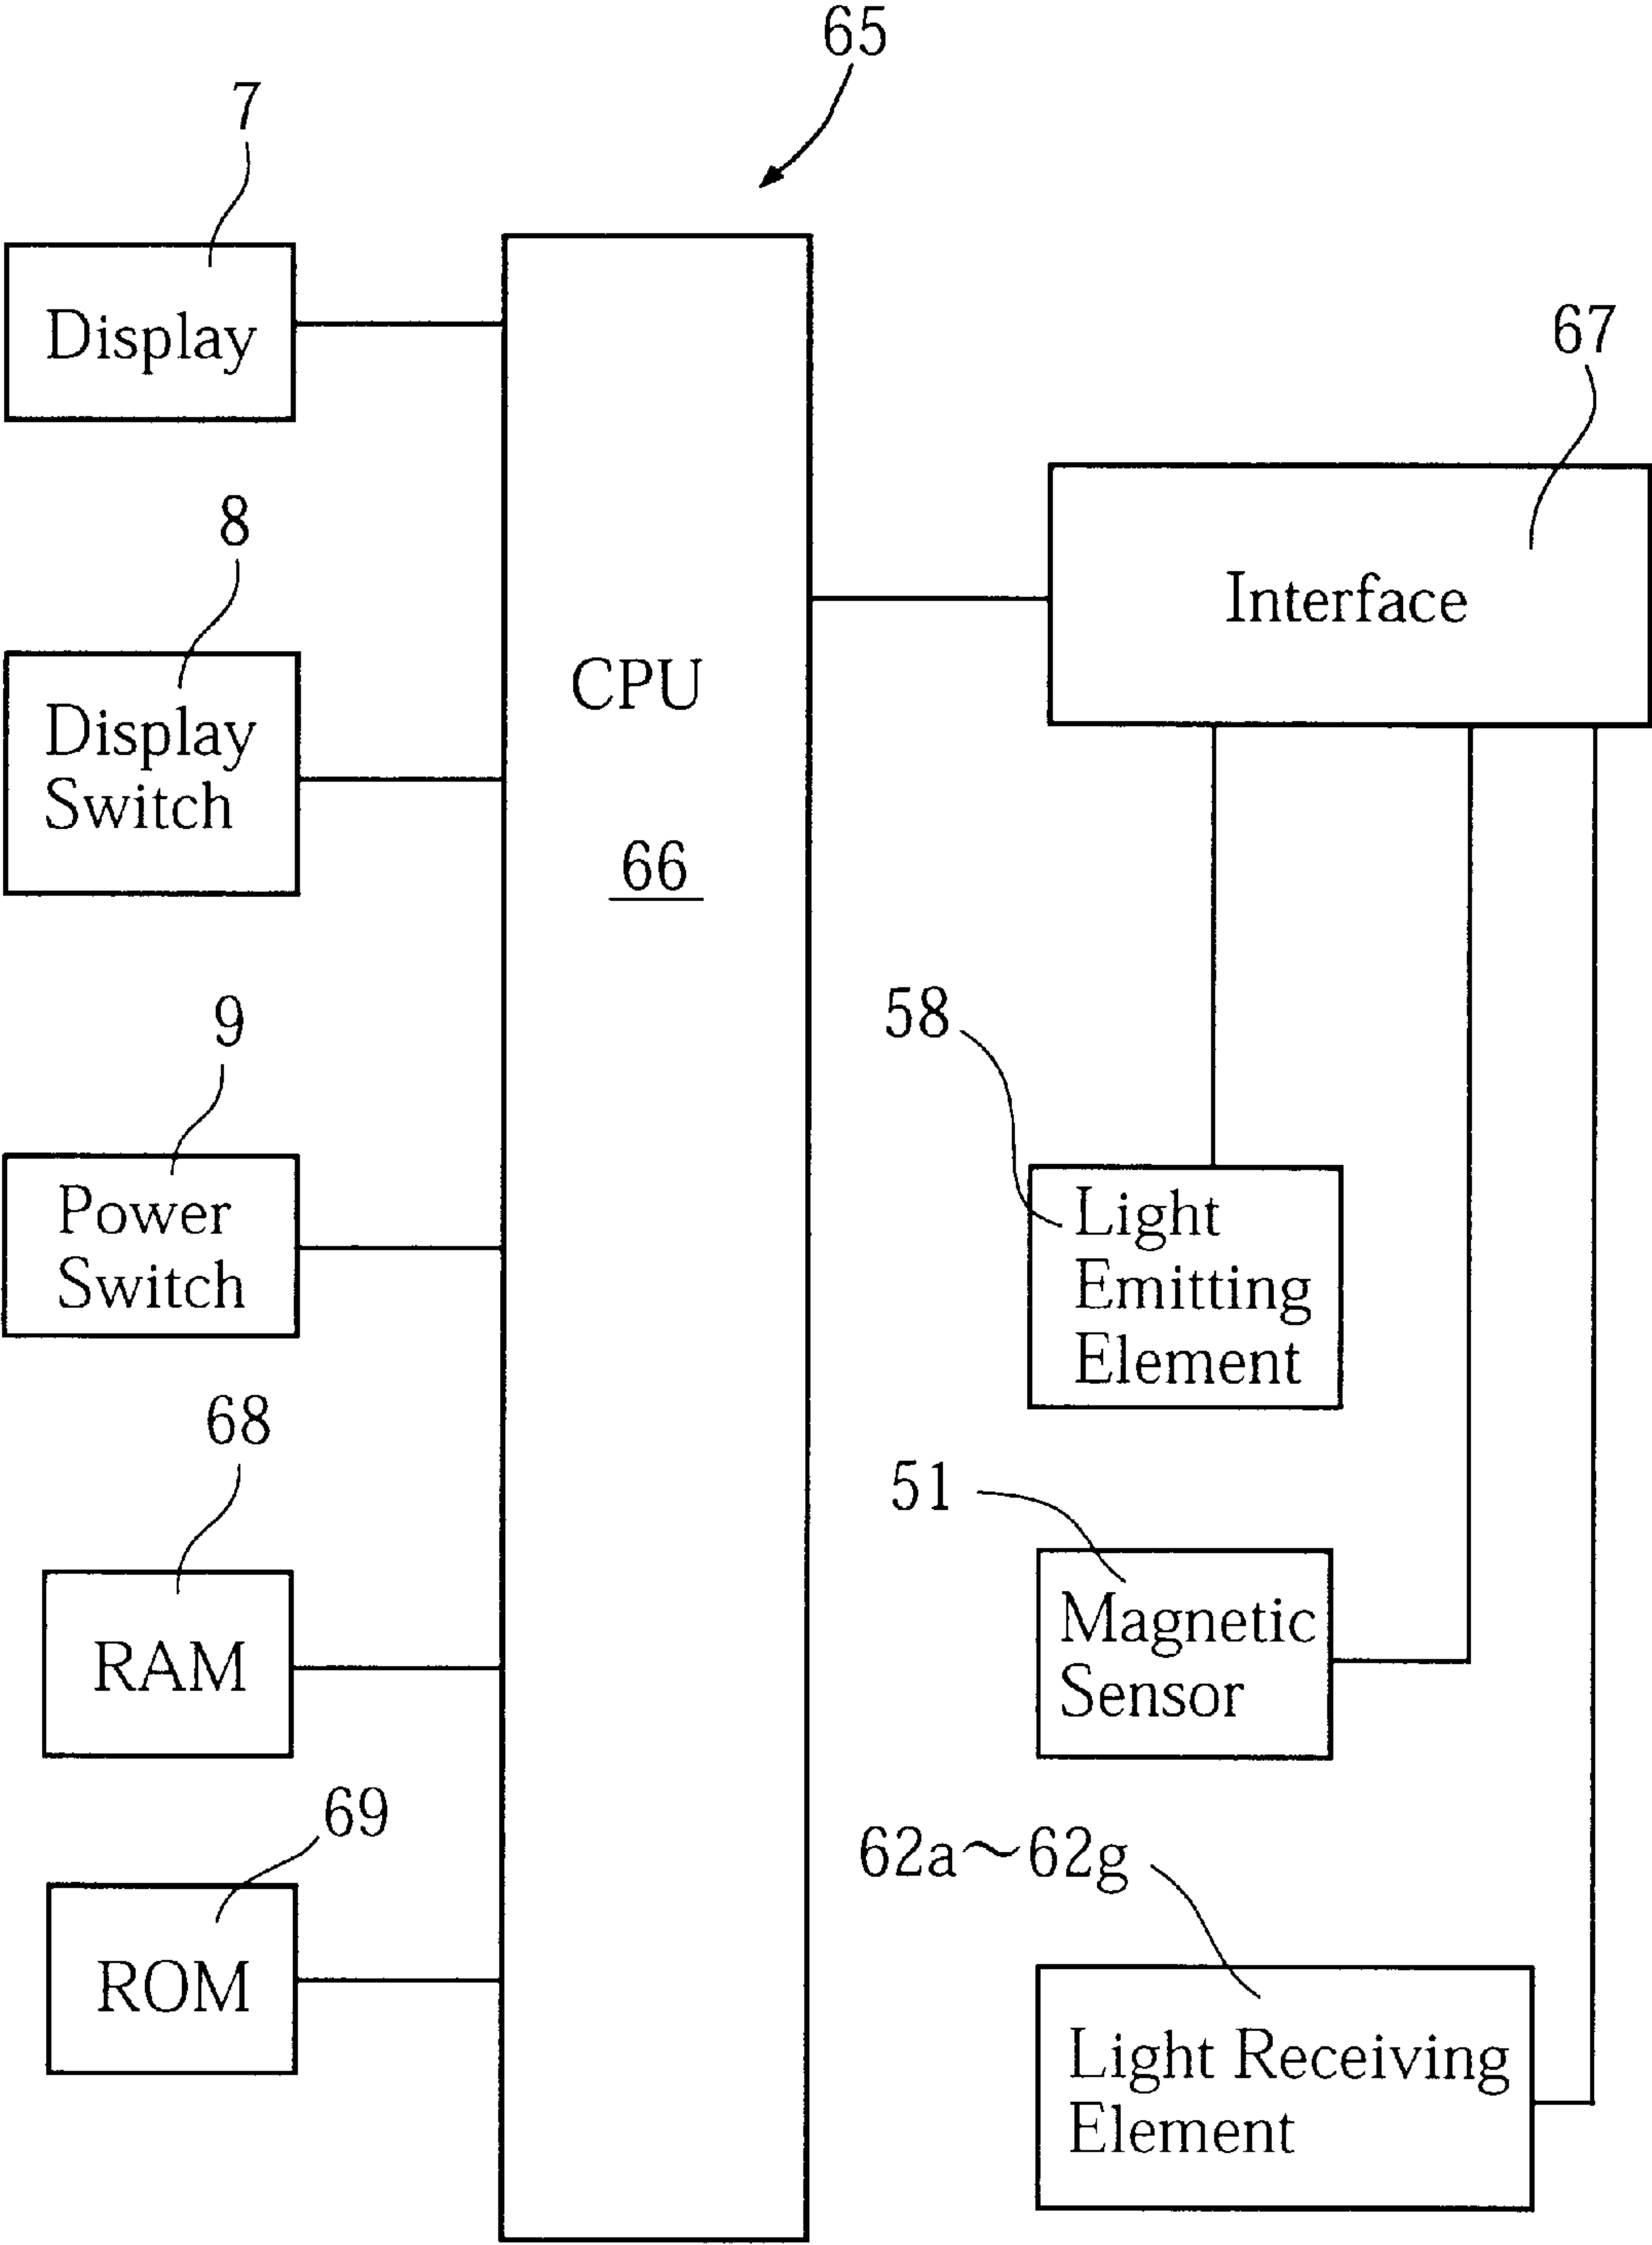 65
7
Display
67
8
Interface
Display
Switch
CPU
66
9
58
Power
Switch
Light
Emitting
Element
68
51
RAM
Magnetic
Sensor
69
62a~62g
ROM
Light Receiving
Element